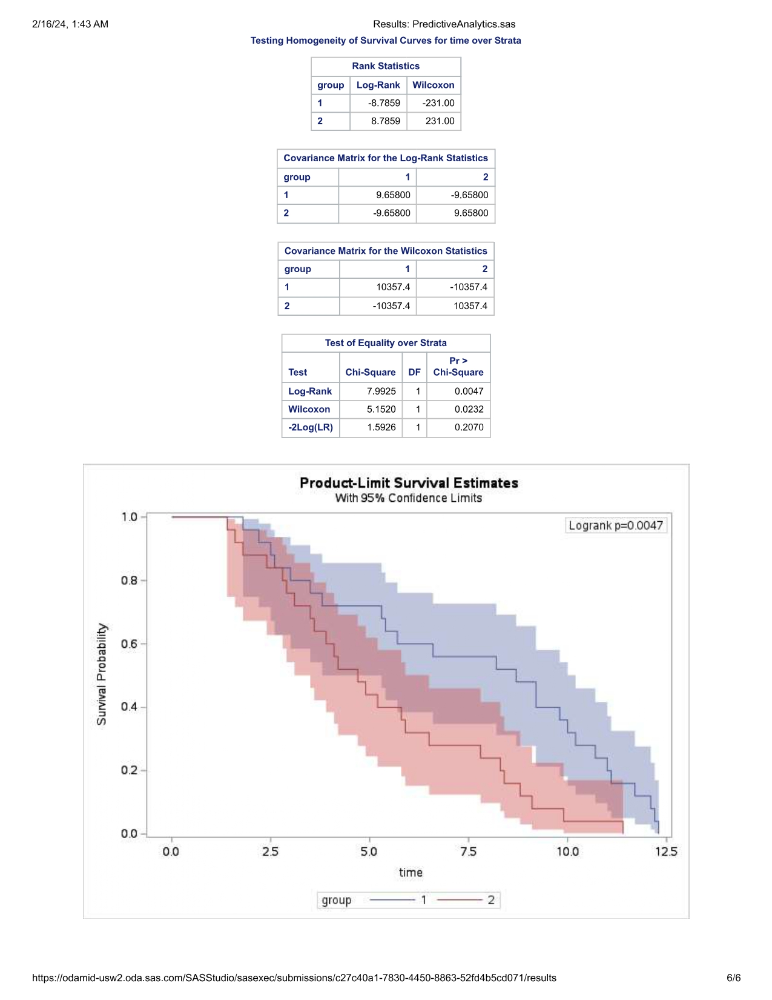 2/16/24, 1:43 AM Results: PredictiveAnalytics.sas
Testing Homogeneity of Survival Curves for time over Strata
Rank Statistics
group Log-Rank Wilcoxon
1 -8.7859 -231.00
2 8.7859 231.00
Covariance Matrix for the Log-Rank Statistics
group 1 2
1 9.65800 -9.65800
2 -9.65800 9.65800
Covariance Matrix for the Wilcoxon Statistics
group 1 2
1 10357.4 -10357.4
2 -10357.4 10357.4
Test of Equality over Strata
Pr >
Test Chi-Square DF Chi-Square
Log-Rank 7.9925 1 0.0047
Wilcoxon 5.1520 1 0.0232
-2Log(LR) 1.5926 1 0.2070
Product-Limit Survival Estimates
With 95% Confidence Limits
Logrank p=0.0047
1.0
0.8
0.6
0.4
0.2
0.0
Survival Probability
0.0 2.5 5.0 7.5 10.0 12.5
time
group 1 2
https://odamid-usw2.oda.sas.com/SASStudio/sasexec/submissions/c27c40a1-7830-4450-8863-52fd4b5cd071/results 6/6